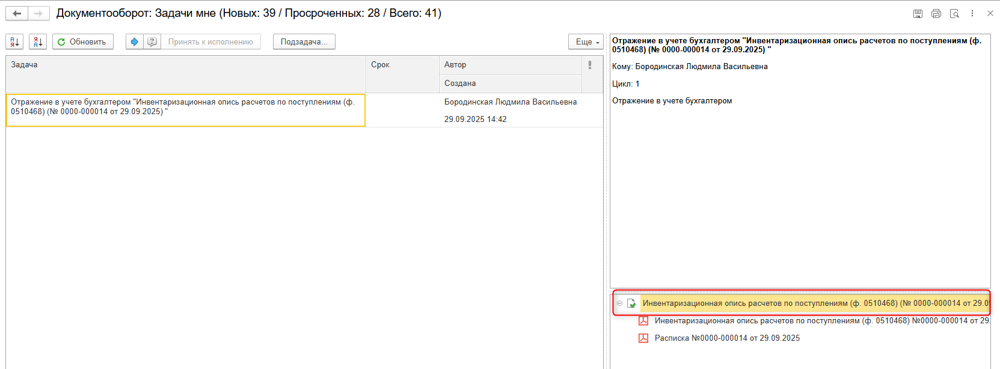 Документооборот: Задачи мне (Новых: 39 / Просроченных: 28 / Всего: 41)
Обновить
Принять к исполнению
Подзадача...
Еще
Задача
Срок
Автор
Создана
Отражение в учете бухгалтером "Инвентаризационная опись расчетов по поступлениям (ф.
0510468) (№ 0000-000014 от 29.09.2025) "
Бородинская Людмила Васильевна
29.09.2025 14:42
Отражение в учете бухгалтером "Инвентаризационная опись расчетов по поступлениям (ф.
0510468) (№ 0000-000014 от 29.09.2025) "
Кому: Бородинская Людмила Васильевна
Цикл: 1
Отражение в учете бухгалтером
Инвентаризационная опись расчетов по поступлениям (ф. 0510468) (№ 0000-000014 от 29.0
Инвентаризационная опись расчетов по поступлениям (ф. 0510468) №0000-000014 от 29.
Расписка №0000-000014 от 29.09.2025